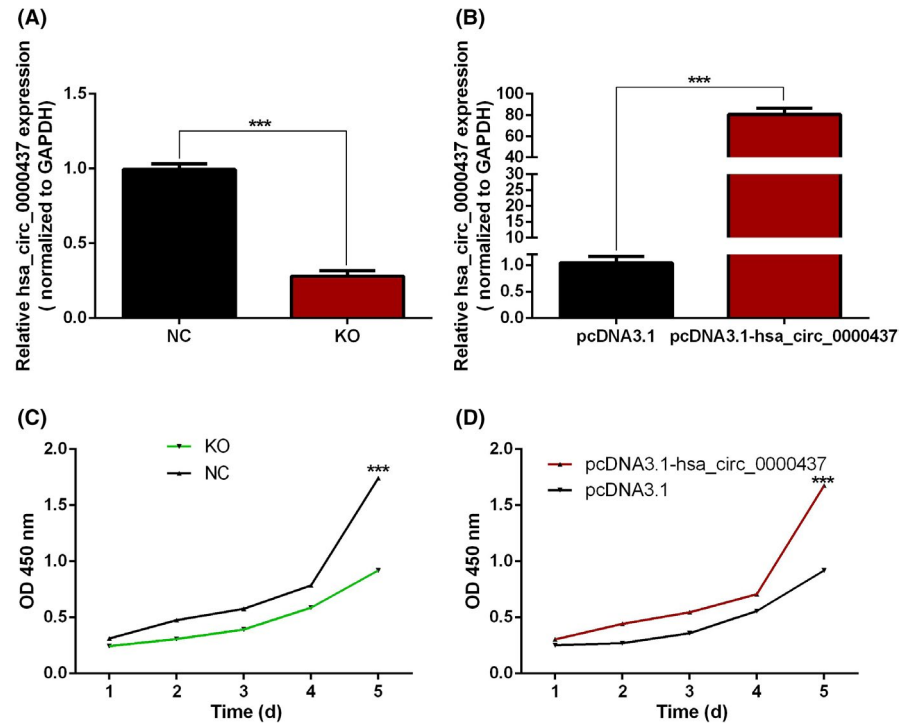 (A)
Relative hsa_circ_0000437 expression
( normalized to GAPDH)
1.5
1.0
0.5
0.0
***
NC
KO
(B)
Relative hsa_circ_0000437 expression
( normalized to GAPDH)
100
80
60
40
30
25
20
15
10
1.0
0.5
0.0
***
pcDNA3.1
pcDNA3.1-hsa_circ_0000437
(C)
OD 450 nm
2.0
1.5
1.0
0.5
0.0
KO
NC
***
1 2 3 4 5
Time (d)
(D)
OD 450 nm
2.0
1.5
1.0
0.5
0.0
pcDNA3.1-hsa_circ_0000437
pcDNA3.1
***
1 2 3 4 5
Time (d)